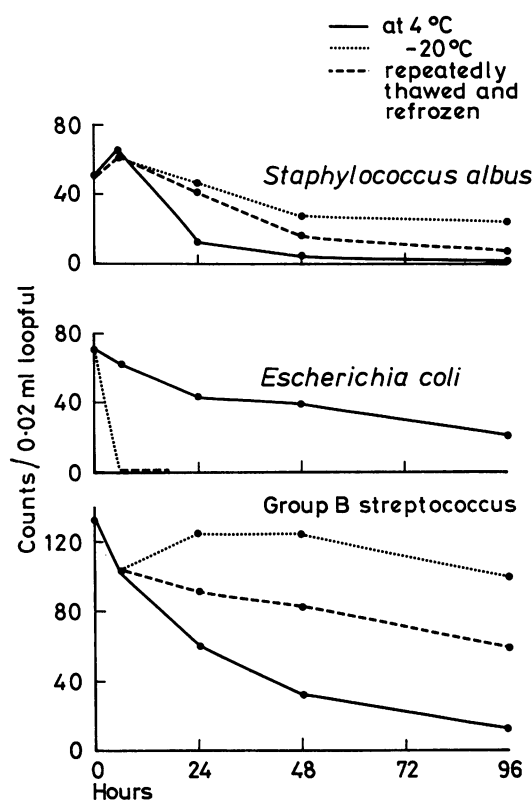 at 4 °C
-20°C
repeatedly
thawed and
refrozen
80
40
0
Staphylococcus albus
80
40
0
Escherichia coli
Counts/0·02 ml loopful
Group B streptococcus
120
80
40
0
0 24 48 72 96
Hours